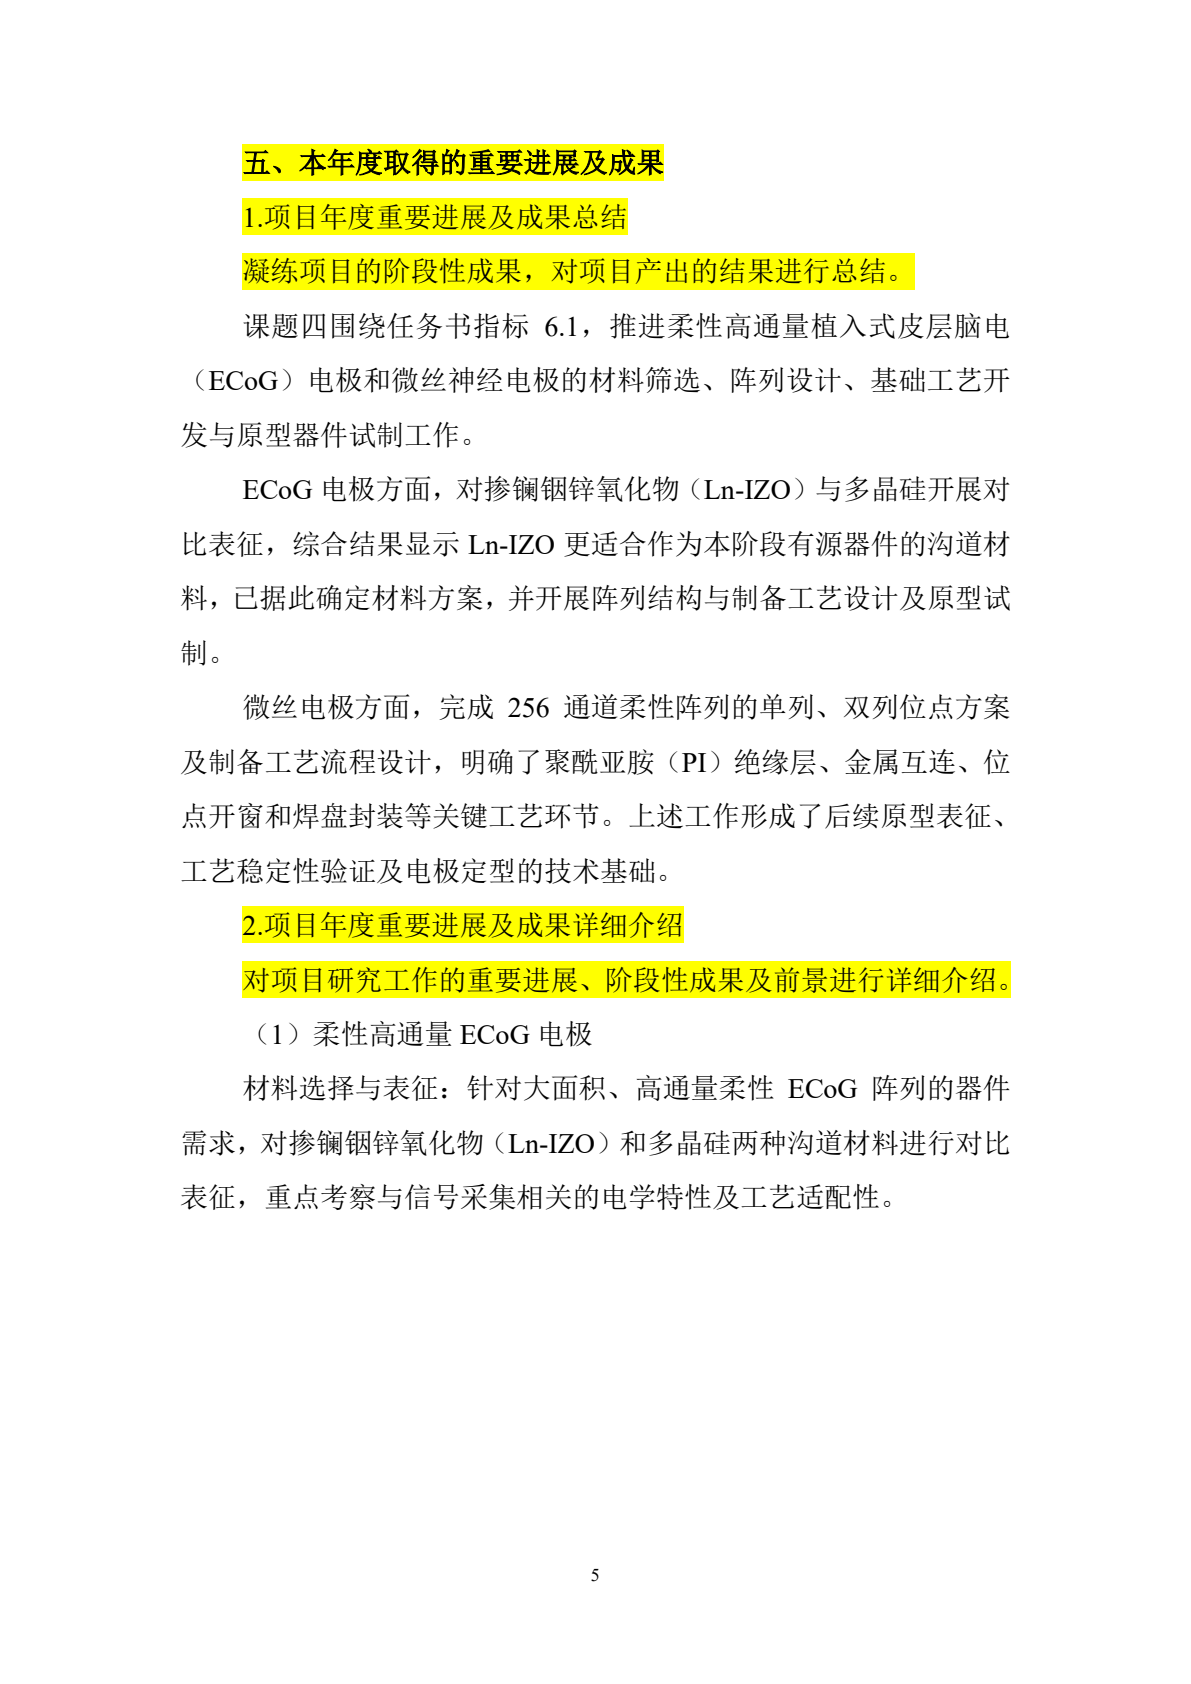 五、本年度取得的重要进展及成果
1.项目年度重要进展及成果总结
凝练项目的阶段性成果，对项目产出的结果进行总结。
课题四围绕任务书指标 6.1，推进柔性高通量植入式皮层脑电
（ECoG）电极和微丝神经电极的材料筛选、阵列设计、基础工艺开
发与原型器件试制工作。
ECoG 电极方面，对掺镧铟锌氧化物（Ln-IZO）与多晶硅开展对
比表征，综合结果显示 Ln-IZO 更适合作为本阶段有源器件的沟道材
料，已据此确定材料方案，并开展阵列结构与制备工艺设计及原型试
制。
微丝电极方面，完成 256 通道柔性阵列的单列、双列位点方案
及制备工艺流程设计，明确了聚酰亚胺（PI）绝缘层、金属互连、位
点开窗和焊盘封装等关键工艺环节。上述工作形成了后续原型表征、
工艺稳定性验证及电极定型的技术基础。
2.项目年度重要进展及成果详细介绍
对项目研究工作的重要进展、阶段性成果及前景进行详细介绍。
（1）柔性高通量 ECoG 电极
材料选择与表征：针对大面积、高通量柔性 ECoG 阵列的器件
需求，对掺镧铟锌氧化物（Ln-IZO）和多晶硅两种沟道材料进行对比
表征，重点考察与信号采集相关的电学特性及工艺适配性。
5